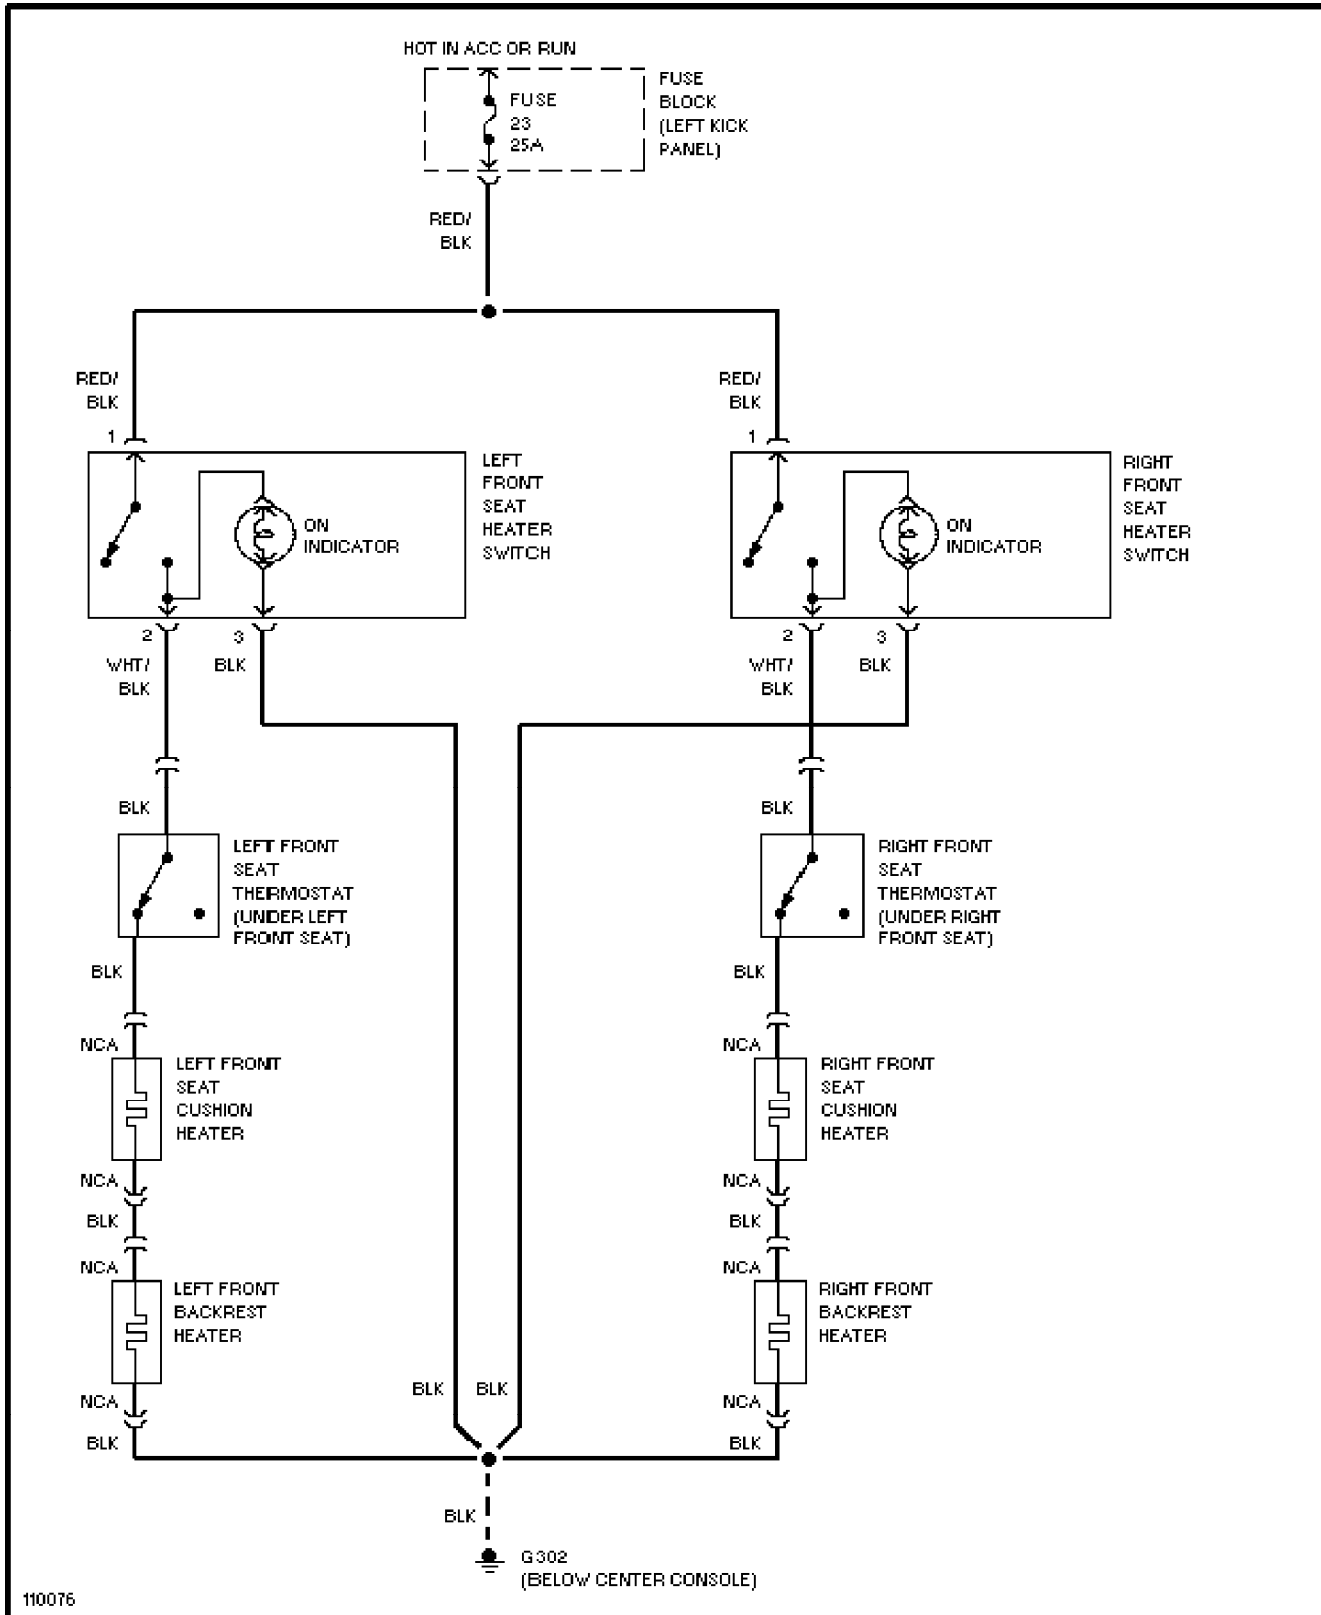 HOT IN ACC OR RUN
FUSE
23
25A
FUSE
BLOCK
(LEFT KICK
PANEL)
RED/
BLK
RED/
BLK
RED/
BLK
1
1
LEFT
FRONT
SEAT
HEATER
SWITCH
ON
INDICATOR
RIGHT
FRONT
SEAT
HEATER
SWITCH
ON
INDICATOR
2
3
2
3
WHT/
BLK
BLK
WHT/
BLK
BLK
BLK
BLK
LEFT FRONT
SEAT
THERMOSTAT
(UNDER LEFT
FRONT SEAT)
RIGHT FRONT
SEAT
THERMOSTAT
(UNDER RIGHT
FRONT SEAT)
BLK
BLK
NCA
NCA
LEFT FRONT
SEAT
CUSHION
HEATER
RIGHT FRONT
SEAT
CUSHION
HEATER
NCA
NCA
BLK
BLK
NCA
NCA
LEFT FRONT
BACKREST
HEATER
RIGHT FRONT
BACKREST
HEATER
NCA
BLK
BLK
NCA
BLK
BLK
BLK
G302
(BELOW CENTER CONSOLE)
110076